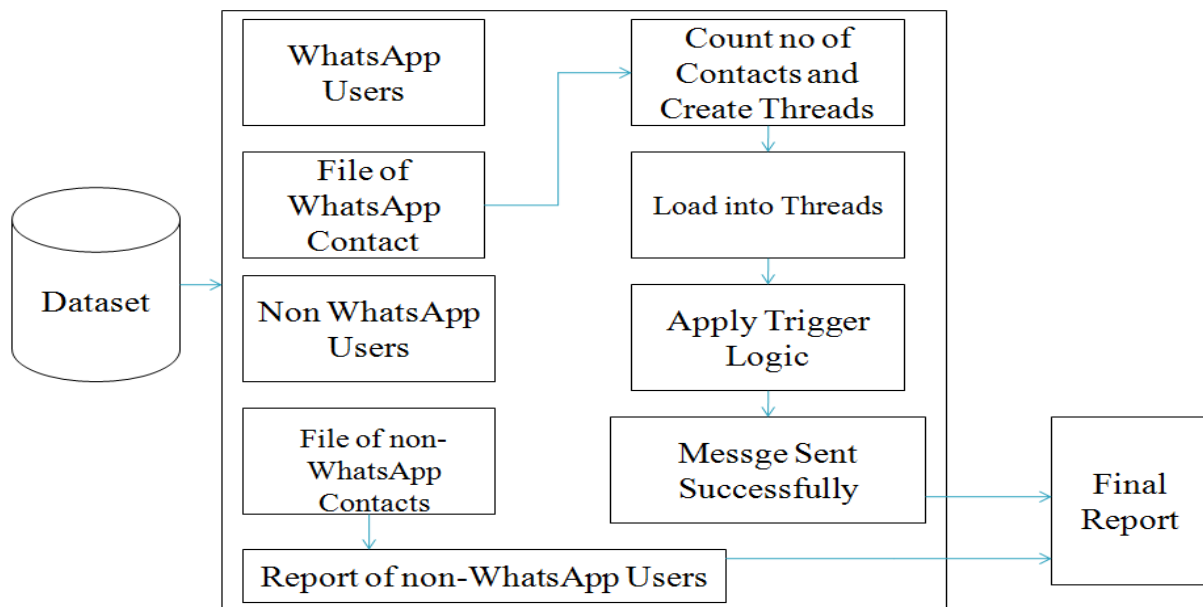 Dataset
WhatsApp
Users
File of
WhatsApp
Contact
Non WhatsApp
Users
File of non-
WhatsApp
Contacts
Report of non-WhatsApp Users
Count no of
Contacts and
Create Threads
Load into Threads
Apply Trigger
Logic
Messge Sent
Successfully
Final
Report